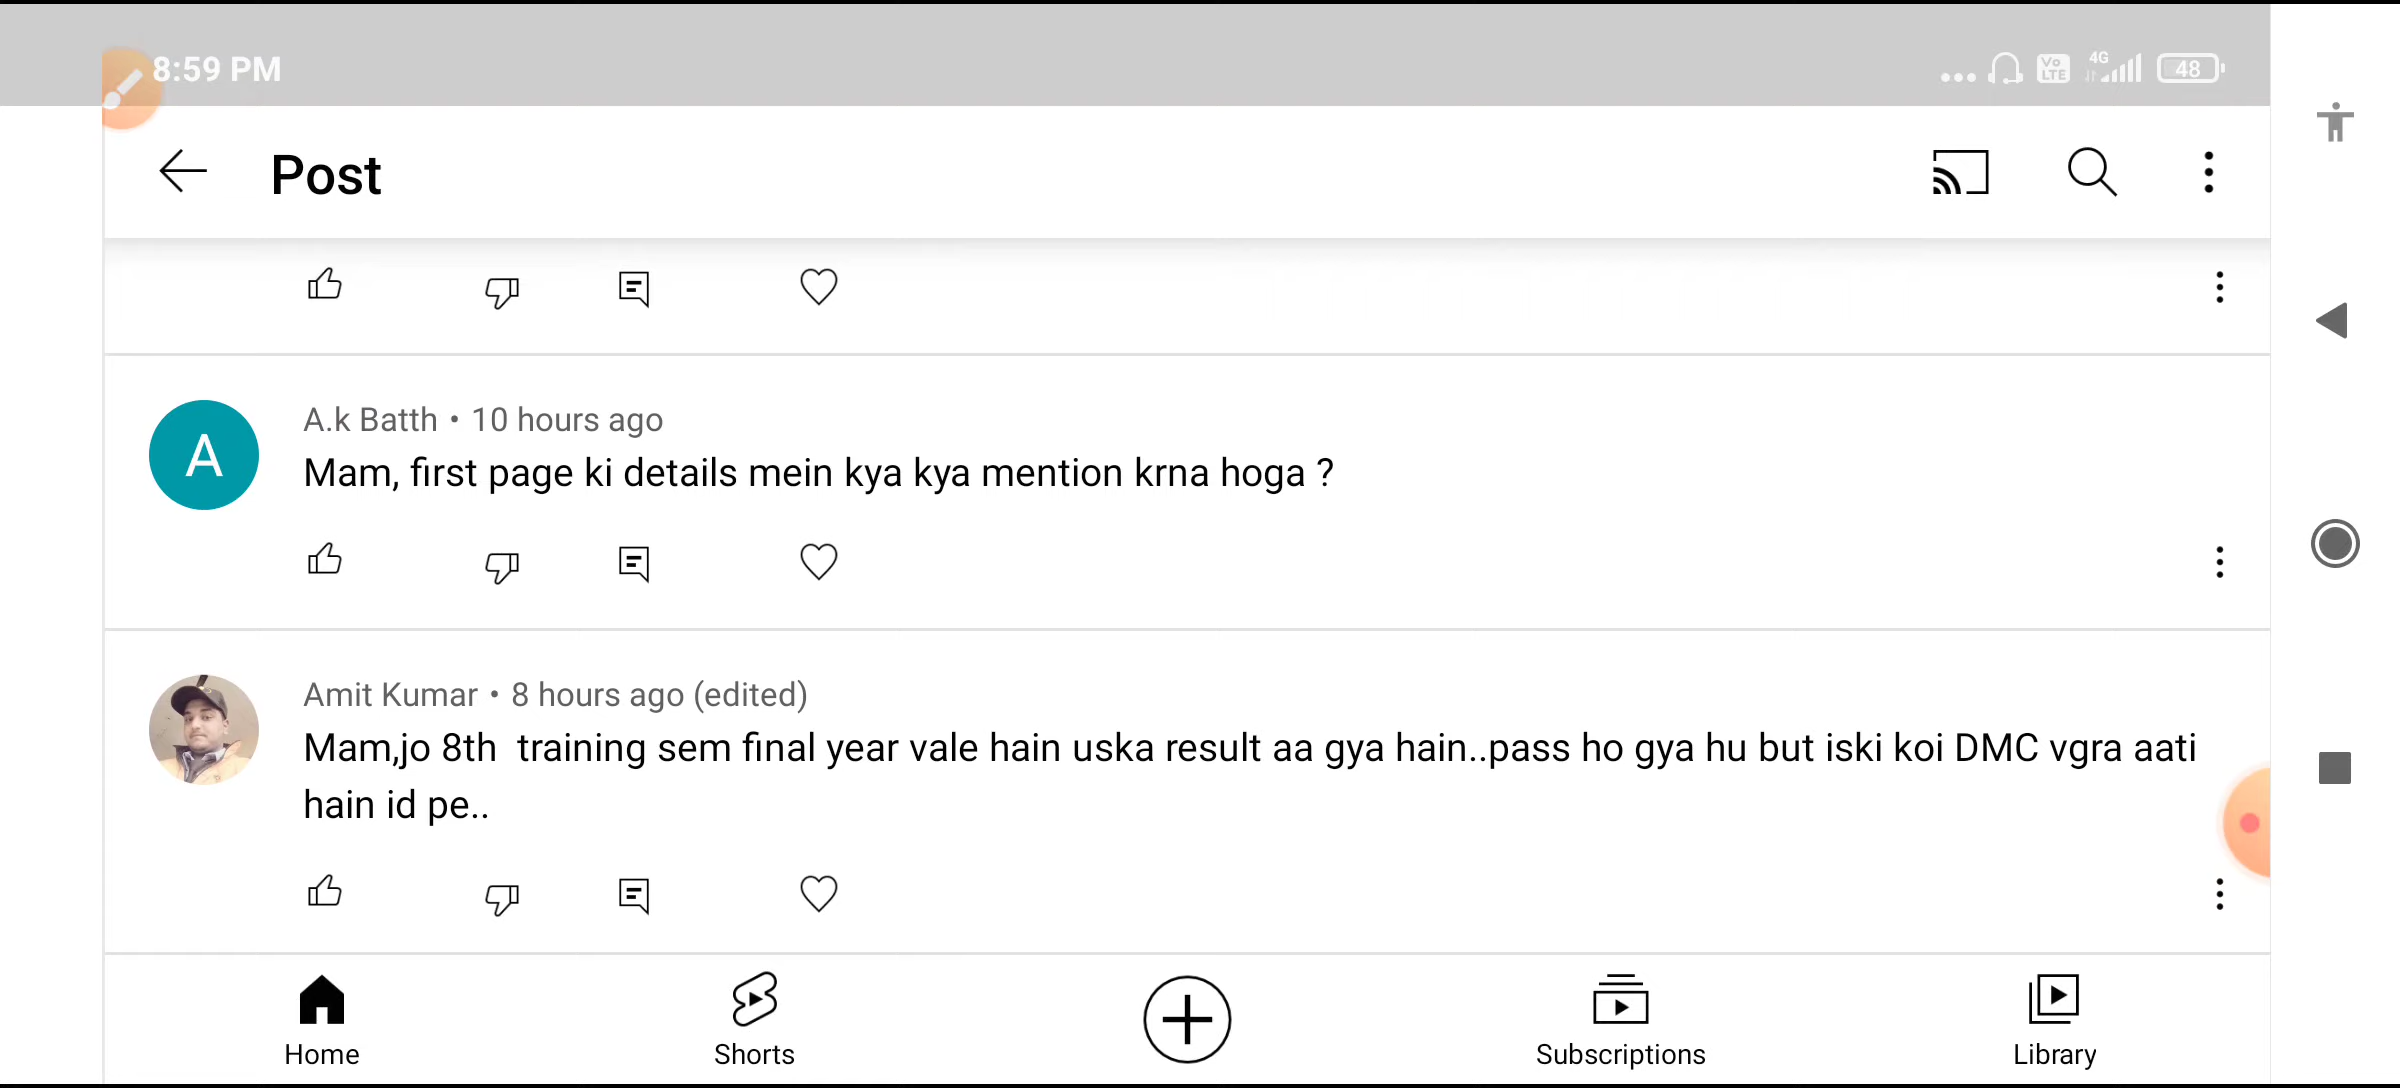 8:59 PM
Vo LTE
4G
48
Post
A
A.k Batth • 10 hours ago
Mam, first page ki details mein kya kya mention krna hoga ?
Amit Kumar • 8 hours ago (edited)
Mam,jo 8th  training sem final year vale hain uska result aa gya hain..pass ho gya hu but iski koi DMC vgra aati
hain id pe..
Home
Shorts
Subscriptions
Library